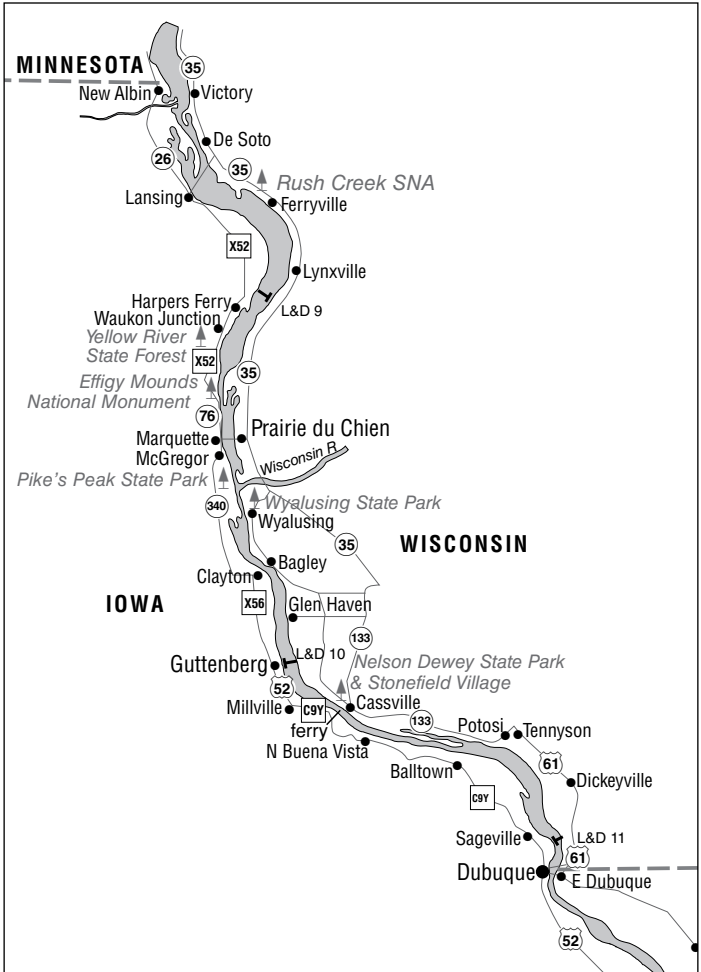 35
MINNESOTA
New Albin
Victory
De Soto
26
35
Rush Creek SNA
Lansing
Ferryville
X52
Lynxville
Harpers Ferry
L&D 9
Waukon Junction
Yellow River
State Forest
X52
35
Effigy Mounds
National Monument
76
Marquette
Prairie du Chien
McGregor
Wisconsin R
Pike's Peak State Park
340
Wyalusing State Park
Wyalusing
35
WISCONSIN
Bagley
Clayton
IOWA
X56
Glen Haven
133
L&D 10
Guttenberg
Nelson Dewey State Park
& Stonefield Village
52
Millville
C9Y
Cassville
ferry
133
Potosi
Tennyson
N Buena Vista
61
Balltown
Dickeyville
C9Y
Sageville
L&D 11
61
Dubuque
E Dubuque
52